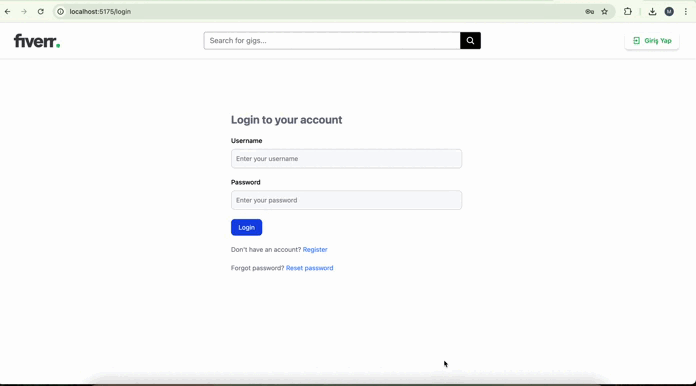 localhost:5175/login
M
fiverr.
Search for gigs...
Giriş Yap
Login to your account
Username
Enter your username
Password
Enter your password
Login
Don't have an account? Register
Forgot password? Reset password